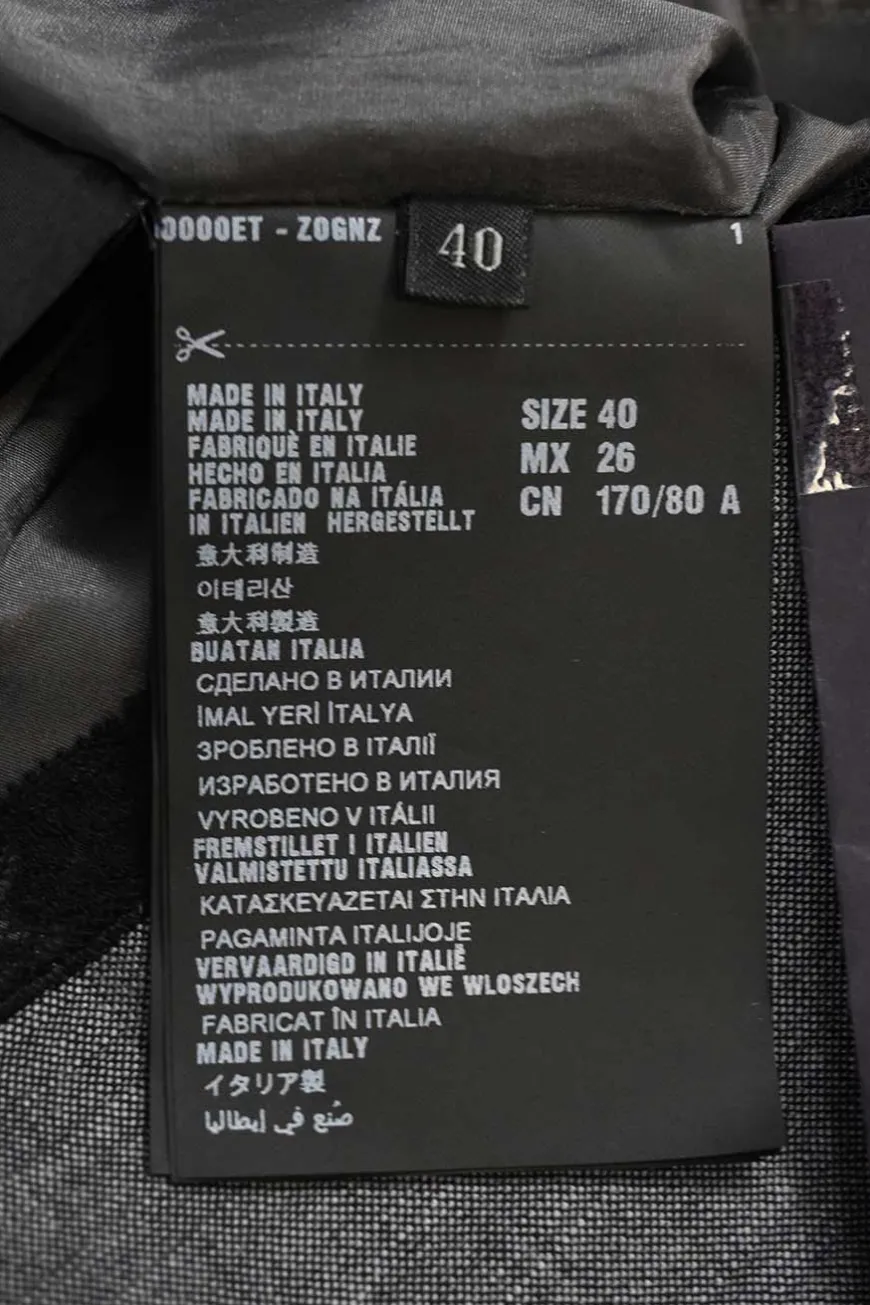 0000ET - Z0GNZ
40
1
MADE IN ITALY
MADE IN ITALY
FABRIQUÈ EN ITALIE
HECHO EN ITALIA
FABRICADO NA ITÁLIA
IN ITALIEN HERGESTELLT
意大利制造
이테리산
意大利製造
BUATAN ITALIA
СДЕЛАНО В ИТАЛИИ
İMAL YERİ İTALYA
ЗРОБЛЕНО В ІТАЛІЇ
ИЗРАБОТЕНО В ИТАЛИЯ
VYROBENO V ITÁLII
FREMSTILLET I ITALIEN
VALMISTETTU ITALIASSA
ΚΑΤΑΣΚΕΥΑΖΕΤΑΙ ΣΤΗΝ ΙΤΑΛΙΑ
PAGAMINTA ITALIJOJE
VERVAARDIGD IN ITALIË
WYPRODUKOWANO WE WLOSZECH
FABRICAT ÎN ITALIA
MADE IN ITALY
イタリア製
صُنع في إيطاليا
SIZE 40
MX 26
CN 170/80 A